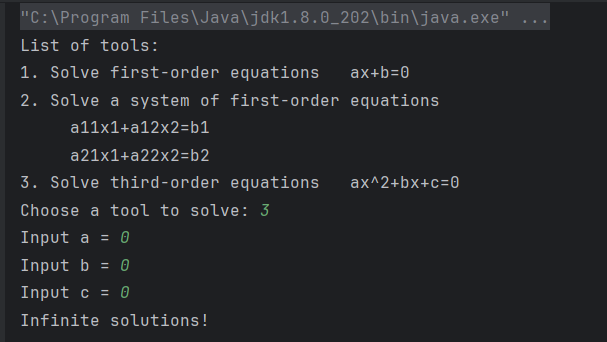 "C:\Program Files\Java\jdk1.8.0_202\bin\java.exe" ...
List of tools:
1. Solve first-order equations   ax+b=0
2. Solve a system of first-order equations
     a11x1+a12x2=b1
     a21x1+a22x2=b2
3. Solve third-order equations   ax^2+bx+c=0
Choose a tool to solve: 3
Input a = 0
Input b = 0
Input c = 0
Infinite solutions!